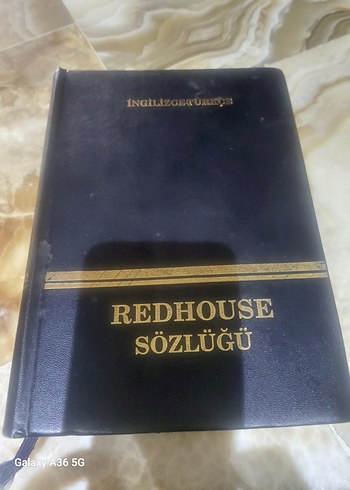 İNGİLİZCE-TÜRKÇE
REDHOUSE
SÖZLÜĞÜ
Galaxy A36 5G